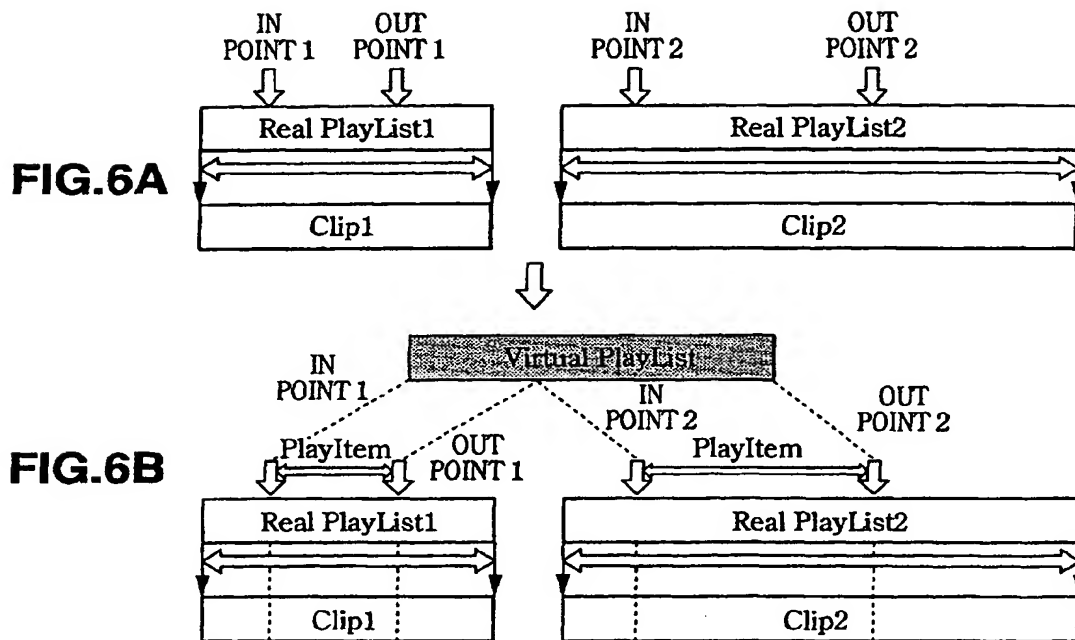 IN
POINT 1
OUT
POINT 1
IN
POINT 2
OUT
POINT 2
Real PlayList1
Real PlayList2
FIG.6A
Clip1
Clip2
Virtual PlayList
IN
POINT 1
IN
POINT 2
OUT
POINT 2
PlayItem
OUT
POINT 1
PlayItem
FIG.6B
Real PlayList1
Real PlayList2
Clip1
Clip2